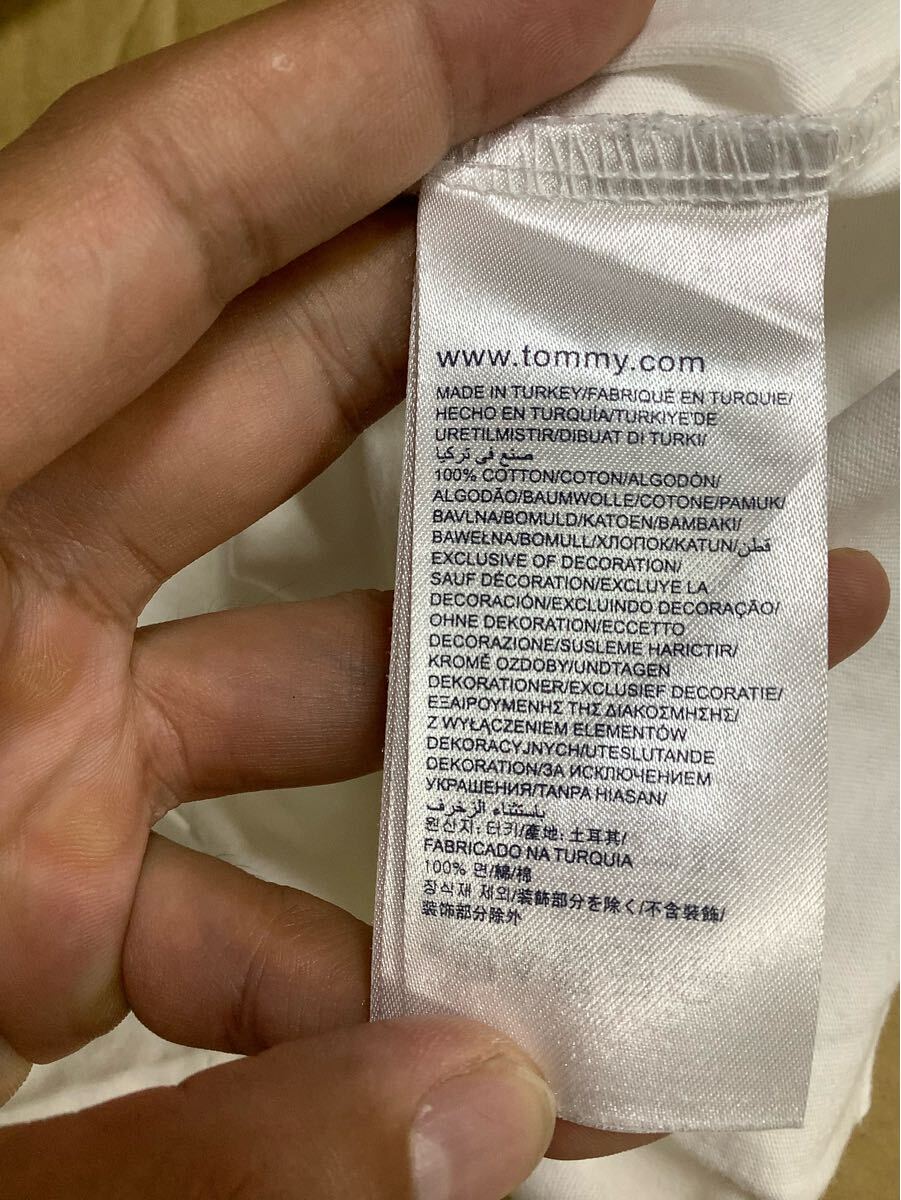 www.tommy.com
MADE IN TURKEY/FABRIQUÉ EN TURQUIE/
HECHO EN TURQUÍA/TURKIYE'DE
URETILMISTIR/DIBUAT DI TURKI/
صنع في تركيا
100% COTTON/COTON/ALGODÓN/
ALGODÃO/BAUMWOLLE/COTONE/PAMUK/
BAVLNA/BOMULD/KATOEN/BAMBAKI/
BAWEŁNA/BOMULL/ХЛОПОК/KATUN/قطن
EXCLUSIVE OF DECORATION/
SAUF DÉCORATION/EXCLUYE LA
DECORACIÓN/EXCLUINDO DECORAÇÃO/
OHNE DEKORATION/ECCETTO
DECORAZIONE/SUSLEME HARICTIR/
KROMĚ OZDOBY/UNDTAGEN
DEKORATIONER/EXCLUSIEF DECORATIE/
ΕΞΑΙΡΟΥΜΕΝΗΣ ΤΗΣ ΔΙΑΚΟΣΜΗΣΗΣ/
Z WYŁĄCZENIEM ELEMENTÓW
DEKORACYJNYCH/UTESLUTANDE
DEKORATION/ЗА ИСКЛЮЧЕНИЕМ
УКРАШЕНИЯ/TANPA HIASAN/
باستثناء الزخرف
원산지: 터키/產地: 土耳其/
FABRICADO NA TURQUIA
100% 면/綿/棉
장식재 제외/装飾部分を除く/不含裝飾/
装饰部分除外